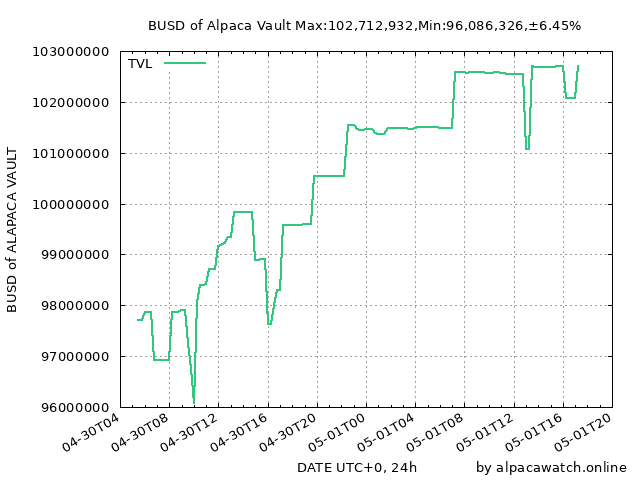 BUSD of Alpaca Vault Max:102,712,932,Min:96,086,326,±6.45%
TVL
103000000
102000000
101000000
100000000
99000000
98000000
97000000
96000000
BUSD of ALAPACA VAULT
04-30T04
04-30T08
04-30T12
04-30T16
04-30T20
05-01T00
05-01T04
05-01T08
05-01T12
05-01T16
05-01T20
DATE UTC+0, 24h
by alpacawatch.online